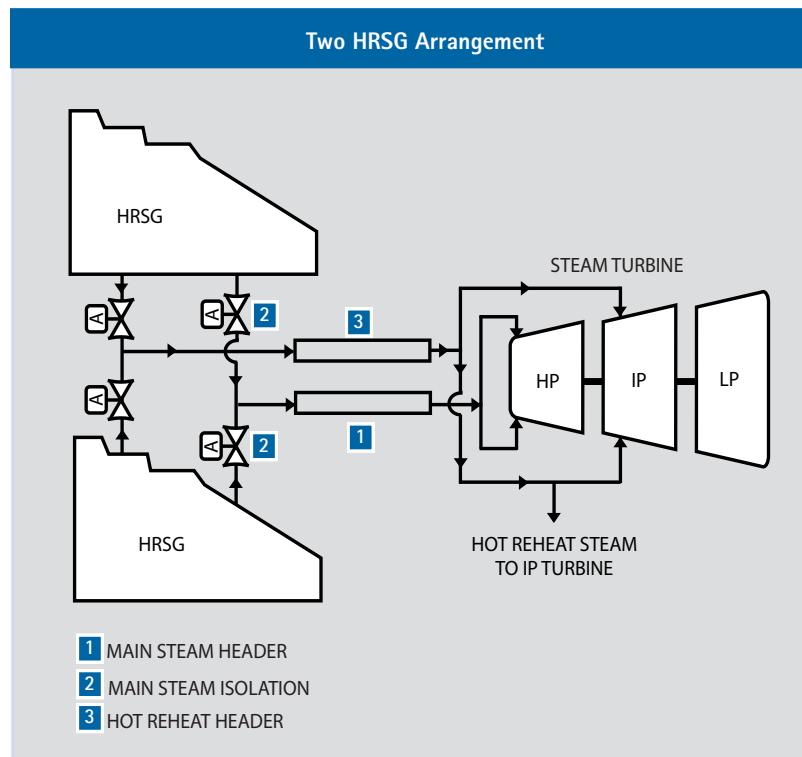 Two HRSG Arrangement
HRSG
A
A
2
3
STEAM TURBINE
A
A
2
1
HP
IP
LP
HRSG
HOT REHEAT STEAM
TO IP TURBINE
1 MAIN STEAM HEADER
2 MAIN STEAM ISOLATION
3 HOT REHEAT HEADER